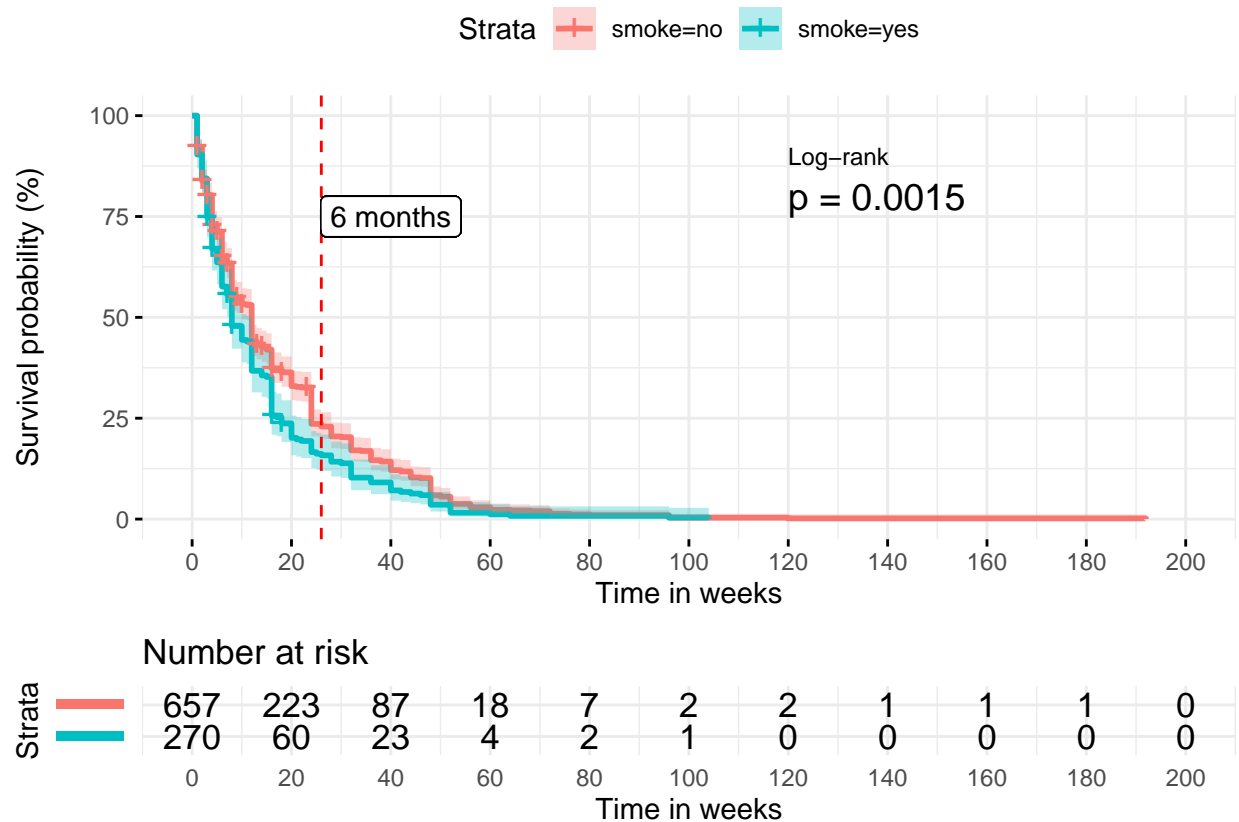 Strata smoke=no smoke=yes
Survival probability (%)
100
75
50
25
0
Log−rank
p = 0.0015
6 months
0 20 40 60 80 100 120 140 160 180 200
Time in weeks
Number at risk
Strata
657 223 87 18 7 2 2 1 1 1 0
270 60 23 4 2 1 0 0 0 0 0
0 20 40 60 80 100 120 140 160 180 200
Time in weeks